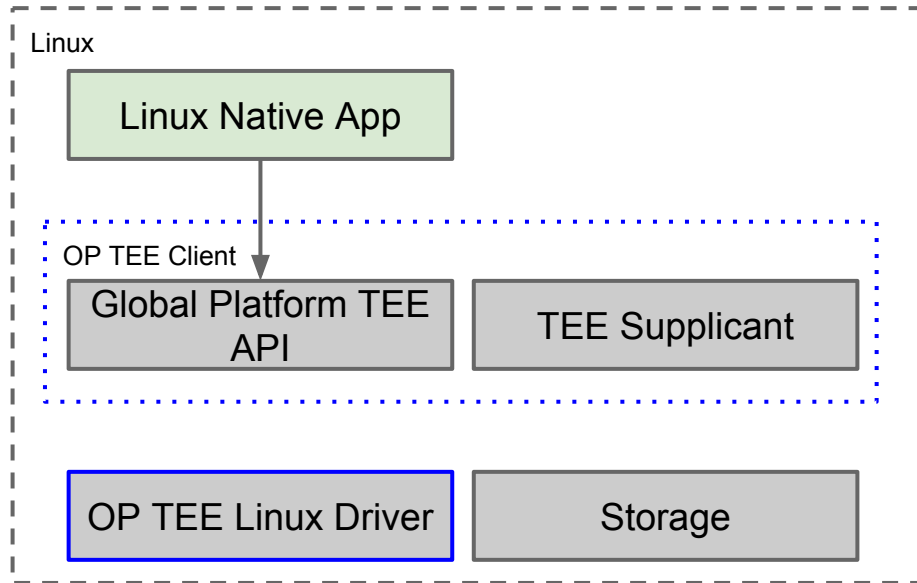 Linux
Linux Native App
OP TEE Client
Global Platform TEE
API
TEE Supplicant
OP TEE Linux Driver
Storage